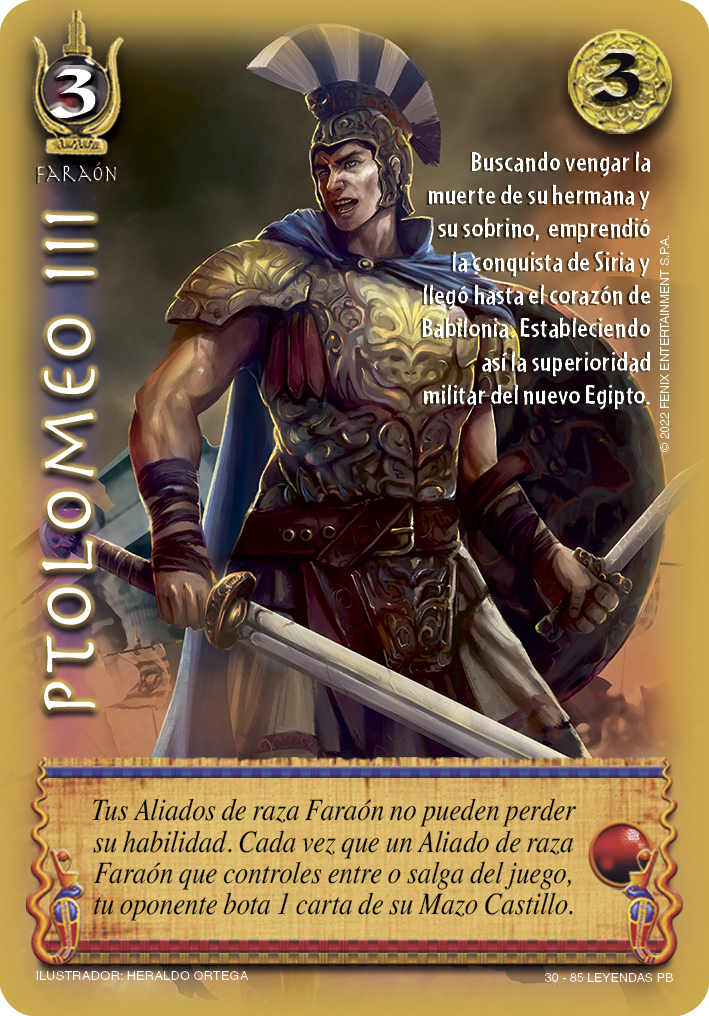 3
FARAÓN
3
PTOLOMEO III
Buscando vengar la
muerte de su hermana y
su sobrino, emprendió
la conquista de Siria y
llegó hasta el corazón de
Babilonia. Estableciendo
así la superioridad
militar del nuevo Egipto.
© 2022 FENIX ENTERTAINMENT S.P.A.
Tus Aliados de raza Faraón no pueden perder
su habilidad. Cada vez que un Aliado de raza
Faraón que controles entre o salga del juego,
tu oponente bota 1 carta de su Mazo Castillo.
ILUSTRADOR: HERALDO ORTEGA
30 - 85 LEYENDAS PB